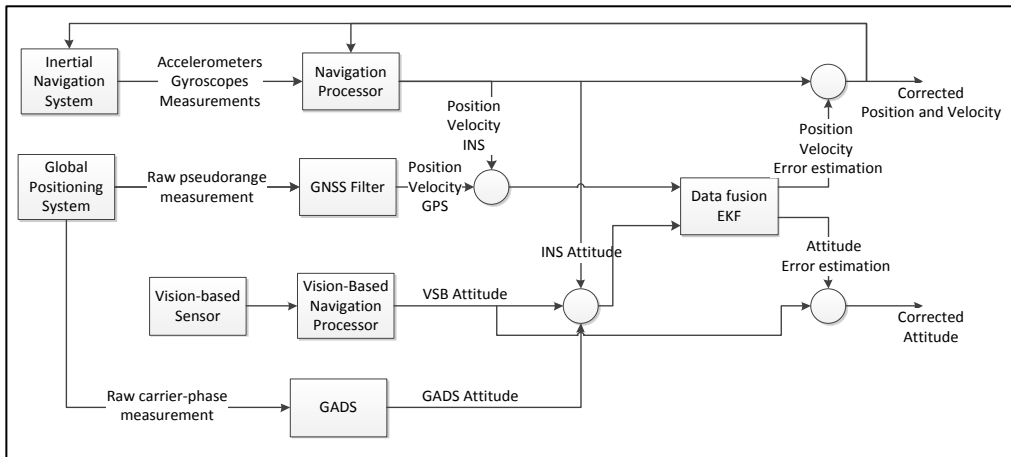 Inertial
Navigation
System
Accelerometers
Gyroscopes
Measurements
Navigation
Processor
Position
Velocity
INS
Corrected
Position and Velocity
Position
Velocity
Error estimation
Global
Positioning
System
Raw pseudorange
measurement
GNSS Filter
Position
Velocity
GPS
Data fusion
EKF
INS Attitude
Attitude
Error estimation
Vision-based
Sensor
Vision-Based
Navigation
Processor
VSB Attitude
Corrected
Attitude
Raw carrier-phase
measurement
GADS
GADS Attitude